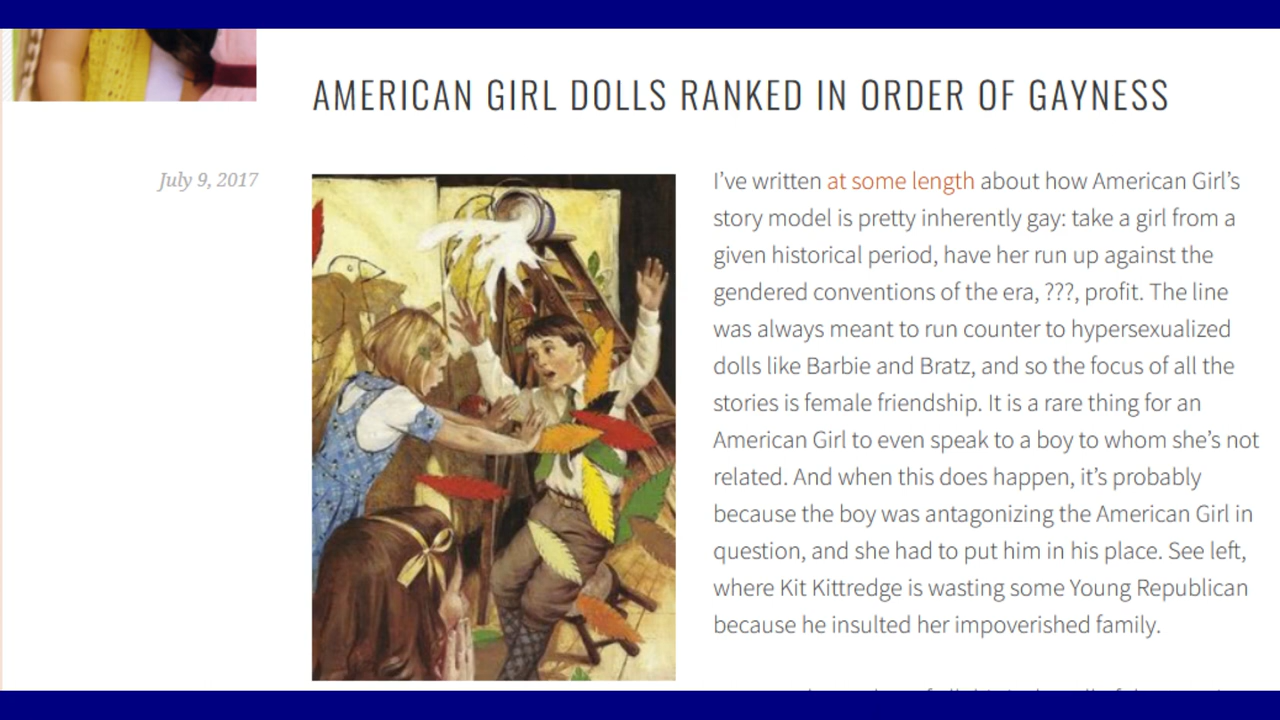 AMERICAN GIRL DOLLS RANKED IN ORDER OF GAYNESS
July 9, 2017
I've written at some length about how American Girl's
story model is pretty inherently gay: take a girl from a
given historical period, have her run up against the
gendered conventions of the era, ???, profit. The line
was always meant to run counter to hypersexualized
dolls like Barbie and Bratz, and so the focus of all the
stories is female friendship. It is a rare thing for an
American Girl to even speak to a boy to whom she's not
related. And when this does happen, it's probably
because the boy was antagonizing the American Girl in
question, and she had to put him in his place. See left,
where Kit Kittredge is wasting some Young Republican
because he insulted her impoverished family.